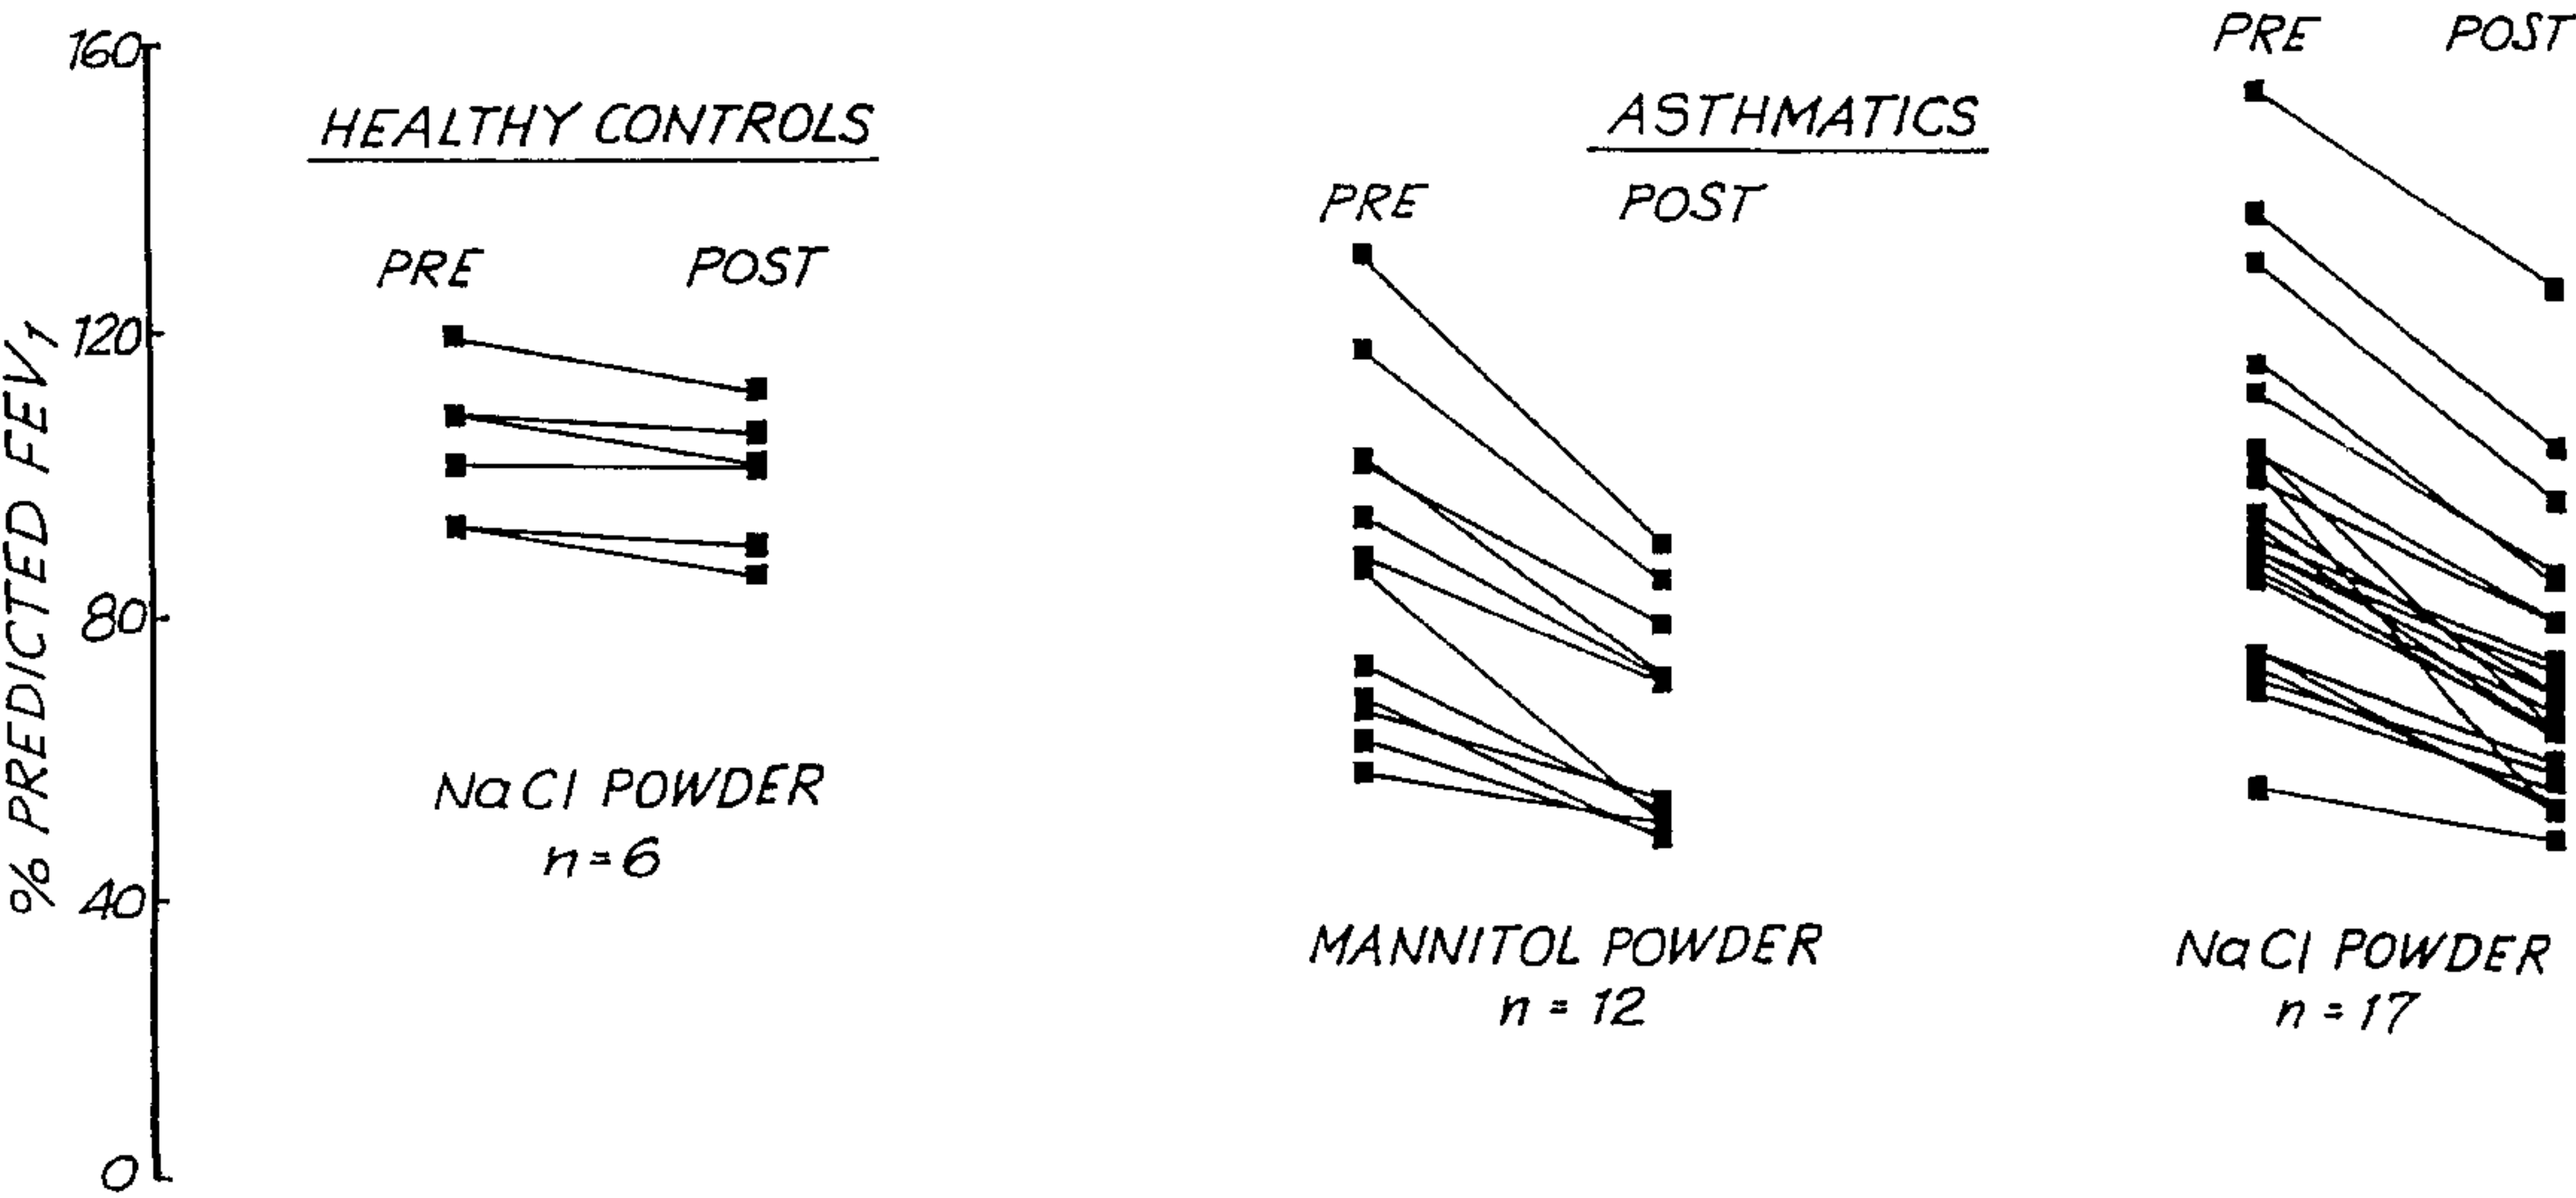 % PREDICTED FEV1
160
120
80
40
0
HEALTHY CONTROLS
PRE POST
NaCl POWDER
n=6
ASTHMATICS
PRE POST
MANNITOL POWDER
n = 12
PRE POST
NaCl POWDER
n = 17